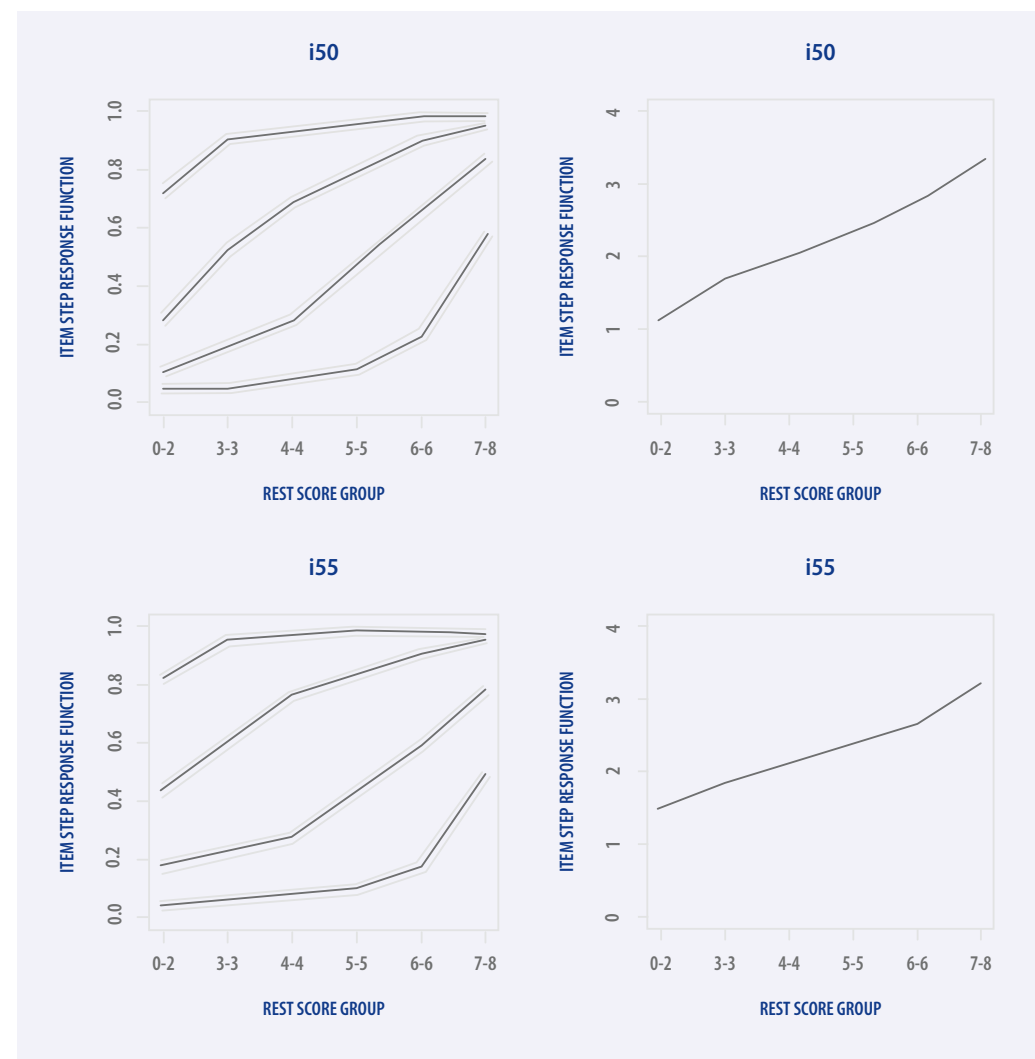 i50
ITEM STEP RESPONSE FUNCTION
1.0
0.8
0.6
0.4
0.2
0.0
0-2 3-3 4-4 5-5 6-6 7-8
REST SCORE GROUP
i50
ITEM STEP RESPONSE FUNCTION
4
3
2
1
0
0-2 3-3 4-4 5-5 6-6 7-8
REST SCORE GROUP
i55
ITEM STEP RESPONSE FUNCTION
1.0
0.8
0.6
0.4
0.2
0.0
0-2 3-3 4-4 5-5 6-6 7-8
REST SCORE GROUP
i55
ITEM STEP RESPONSE FUNCTION
4
3
2
1
0
0-2 3-3 4-4 5-5 6-6 7-8
REST SCORE GROUP